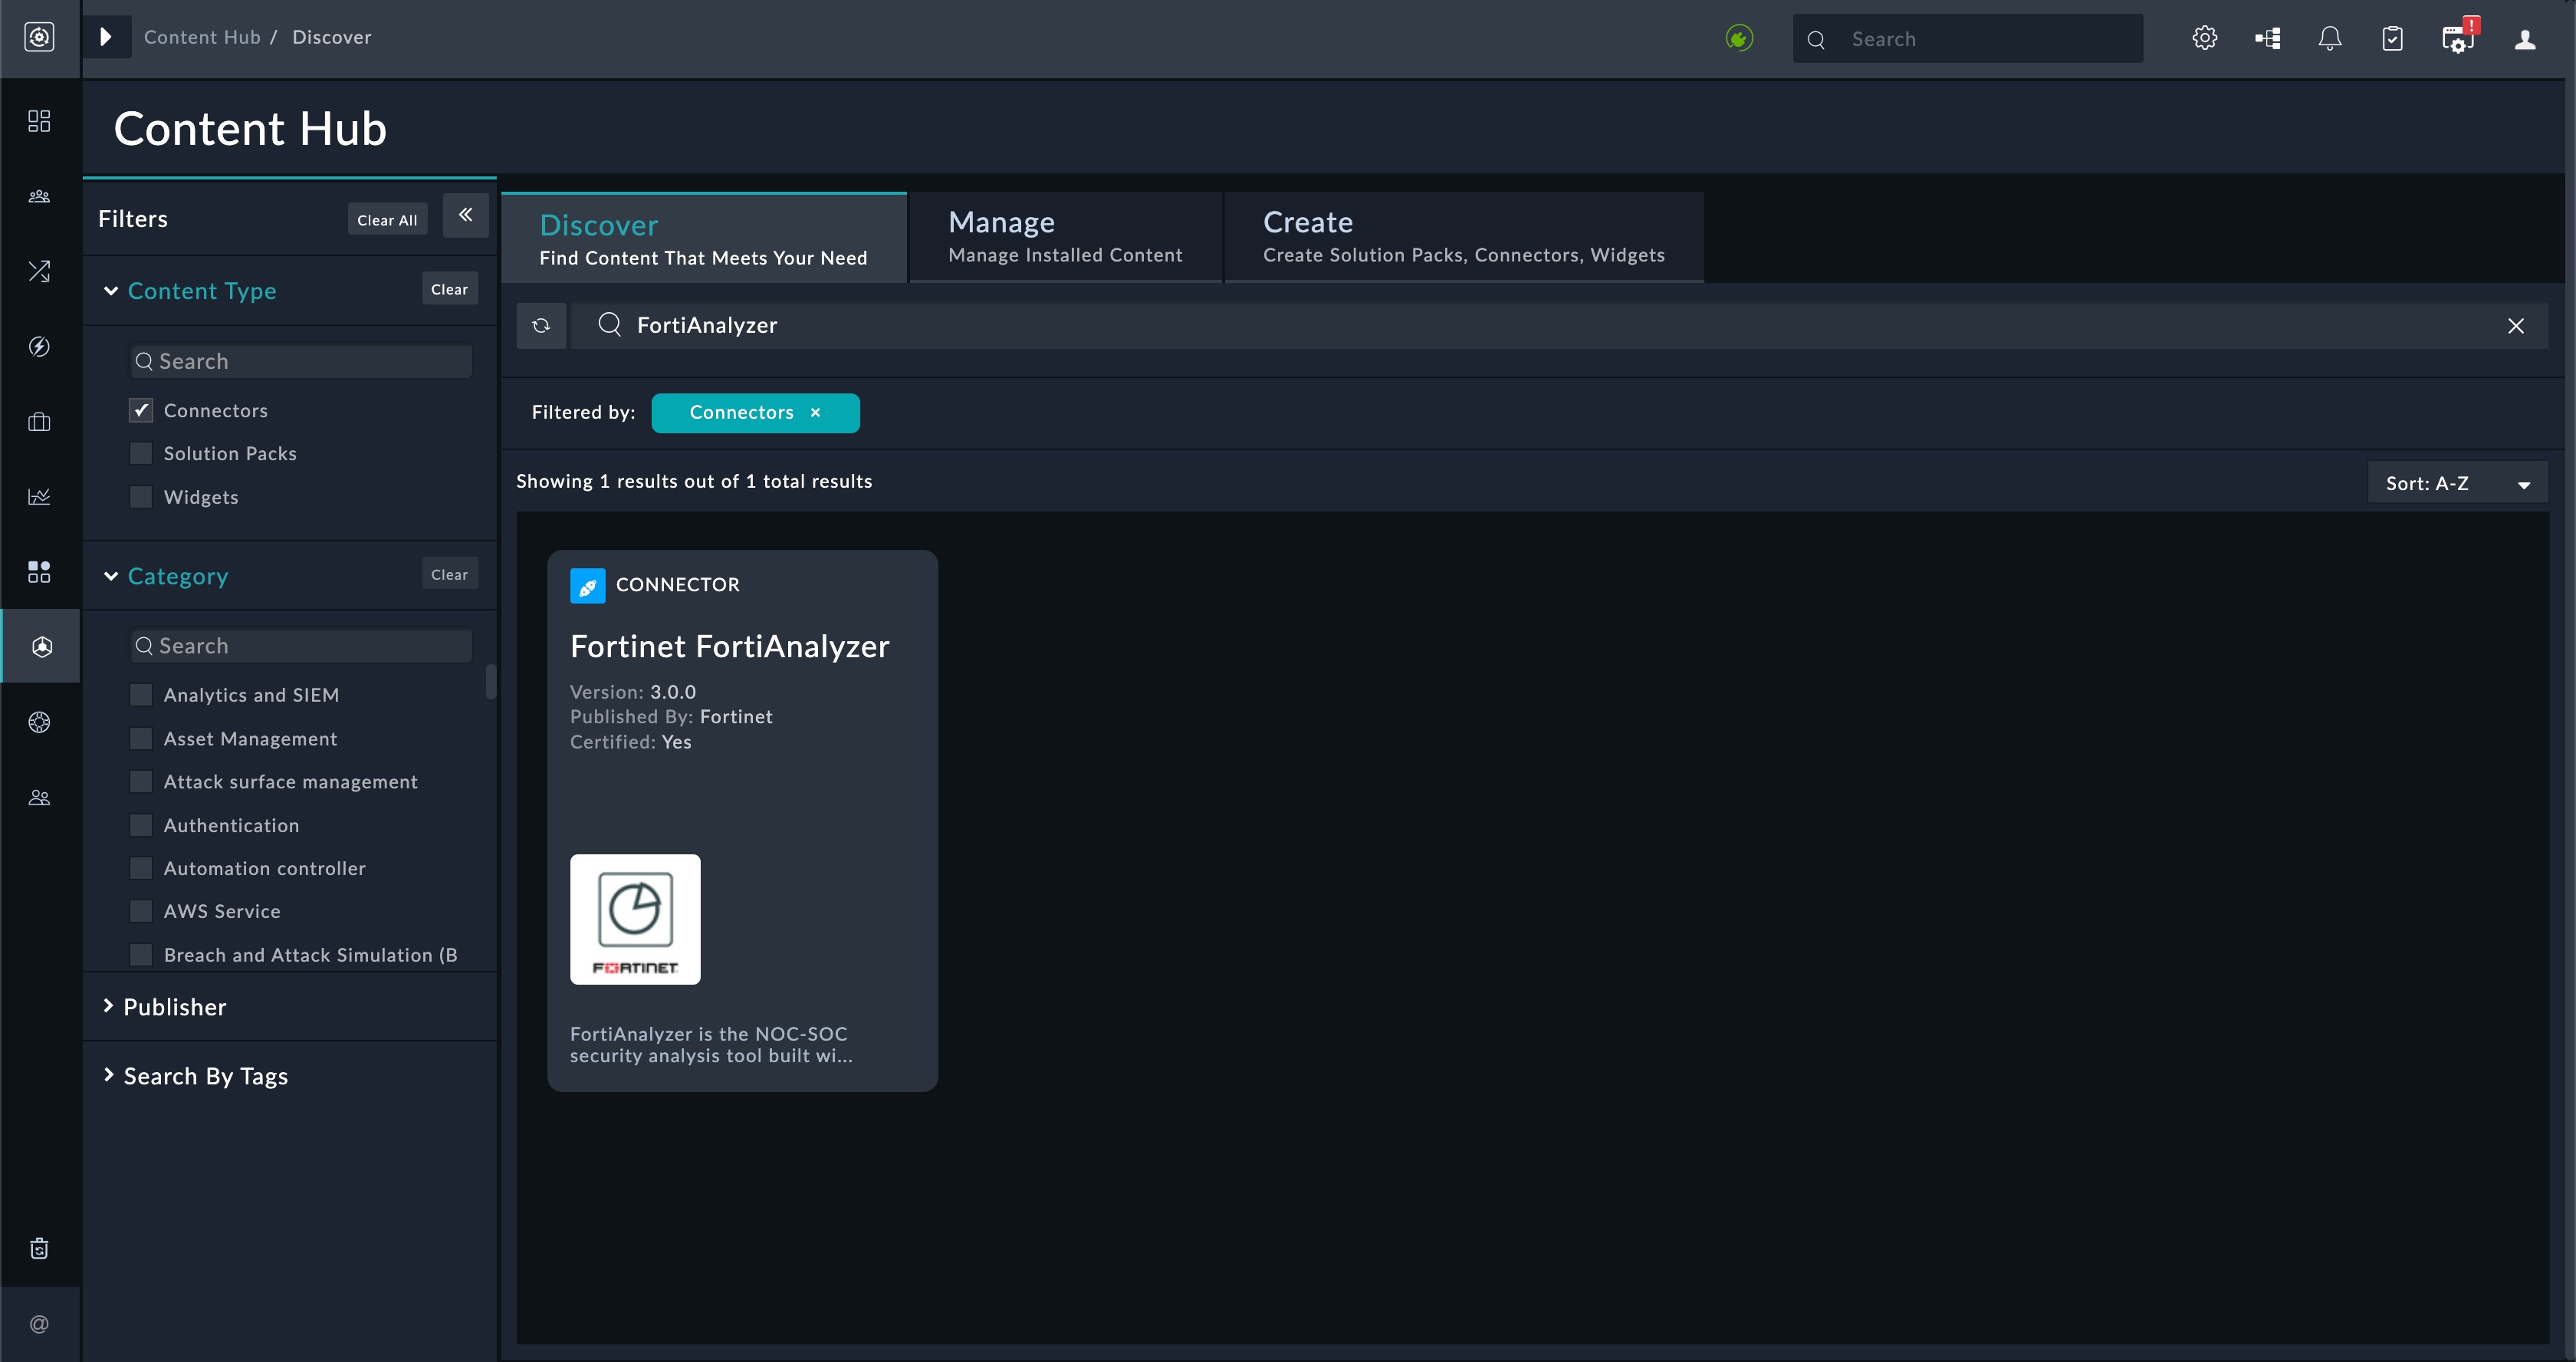 Content Hub / Discover
Search
!
Content Hub
Filters
Clear All
Content Type
Clear
Search
Connectors
Solution Packs
Widgets
Category
Clear
Search
Analytics and SIEM
Asset Management
Attack surface management
Authentication
Automation controller
AWS Service
Breach and Attack Simulation (B
Publisher
Search By Tags
@
Discover
Find Content That Meets Your Need
Manage
Manage Installed Content
Create
Create Solution Packs, Connectors, Widgets
FortiAnalyzer
Filtered by:
Connectors ×
Showing 1 results out of 1 total results
Sort: A-Z
CONNECTOR
Fortinet FortiAnalyzer
Version: 3.0.0
Published By: Fortinet
Certified: Yes
FORTINET
FortiAnalyzer is the NOC-SOC
security analysis tool built wi...